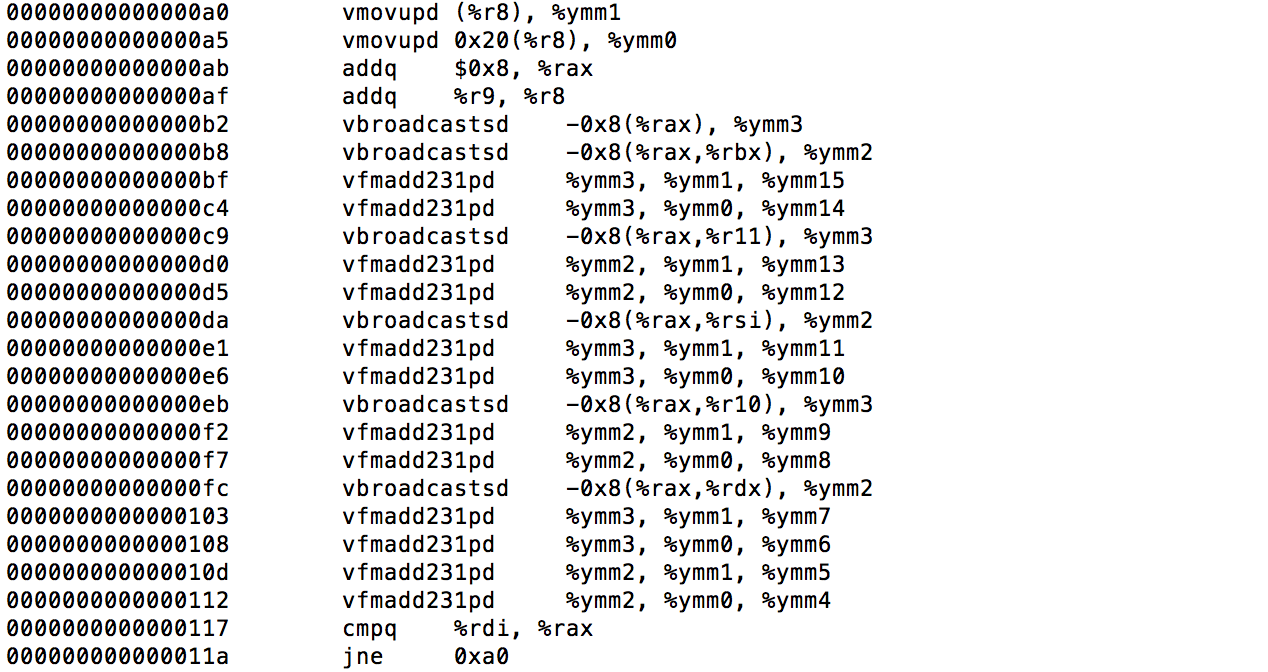 00000000000000a0 vmovupd (%r8), %ymm1
00000000000000a5 vmovupd 0x20(%r8), %ymm0
00000000000000ab addq $0x8, %rax
00000000000000af addq %r9, %r8
00000000000000b2 vbroadcastsd -0x8(%rax), %ymm3
00000000000000b8 vbroadcastsd -0x8(%rax,%rbx), %ymm2
00000000000000bf vfmadd231pd %ymm3, %ymm1, %ymm15
00000000000000c4 vfmadd231pd %ymm3, %ymm0, %ymm14
00000000000000c9 vbroadcastsd -0x8(%rax,%r11), %ymm3
00000000000000d0 vfmadd231pd %ymm2, %ymm1, %ymm13
00000000000000d5 vfmadd231pd %ymm2, %ymm0, %ymm12
00000000000000da vbroadcastsd -0x8(%rax,%rsi), %ymm2
00000000000000e1 vfmadd231pd %ymm3, %ymm1, %ymm11
00000000000000e6 vfmadd231pd %ymm3, %ymm0, %ymm10
00000000000000eb vbroadcastsd -0x8(%rax,%r10), %ymm3
00000000000000f2 vfmadd231pd %ymm2, %ymm1, %ymm9
00000000000000f7 vfmadd231pd %ymm2, %ymm0, %ymm8
00000000000000fc vbroadcastsd -0x8(%rax,%rdx), %ymm2
0000000000000103 vfmadd231pd %ymm3, %ymm1, %ymm7
0000000000000108 vfmadd231pd %ymm3, %ymm0, %ymm6
000000000000010d vfmadd231pd %ymm2, %ymm1, %ymm5
0000000000000112 vfmadd231pd %ymm2, %ymm0, %ymm4
0000000000000117 cmpq %rdi, %rax
000000000000011a jne 0xa0